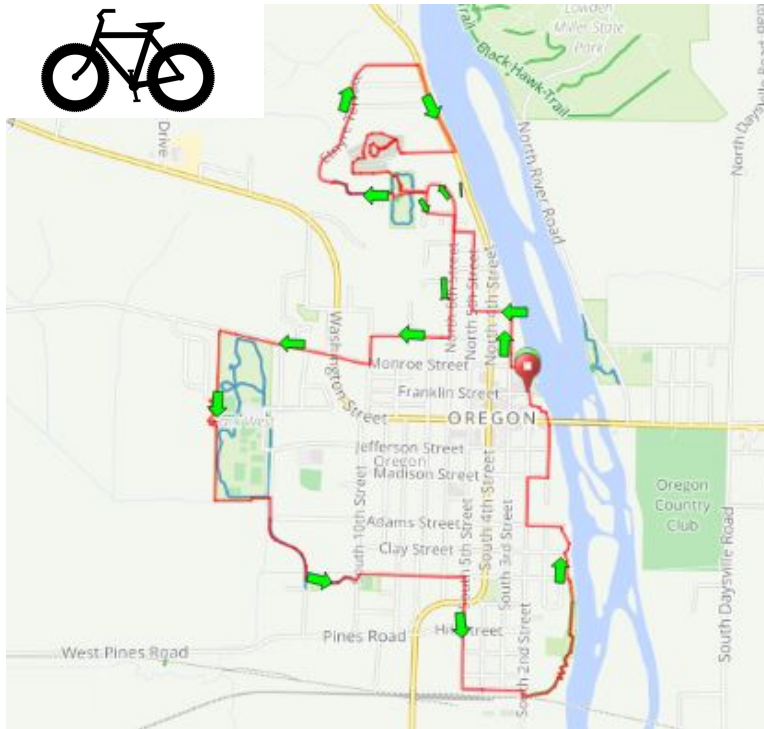 Lowden
Miller State
Park
Black-Hawk-Trail
North River Road
North Daysville Road
Drive
North 5th Street
North 4th Street
Washington Street
Monroe Street
Franklin Street
OREGON
Jefferson Street
Oregon
Madison Street
Oregon
Country
Club
South 10th Street
Adams Street
Clay Street
South 5th Street
South 4th Street
South 3rd Street
Pines Road
West Pines Road
South 2nd Street
South Daysville Road